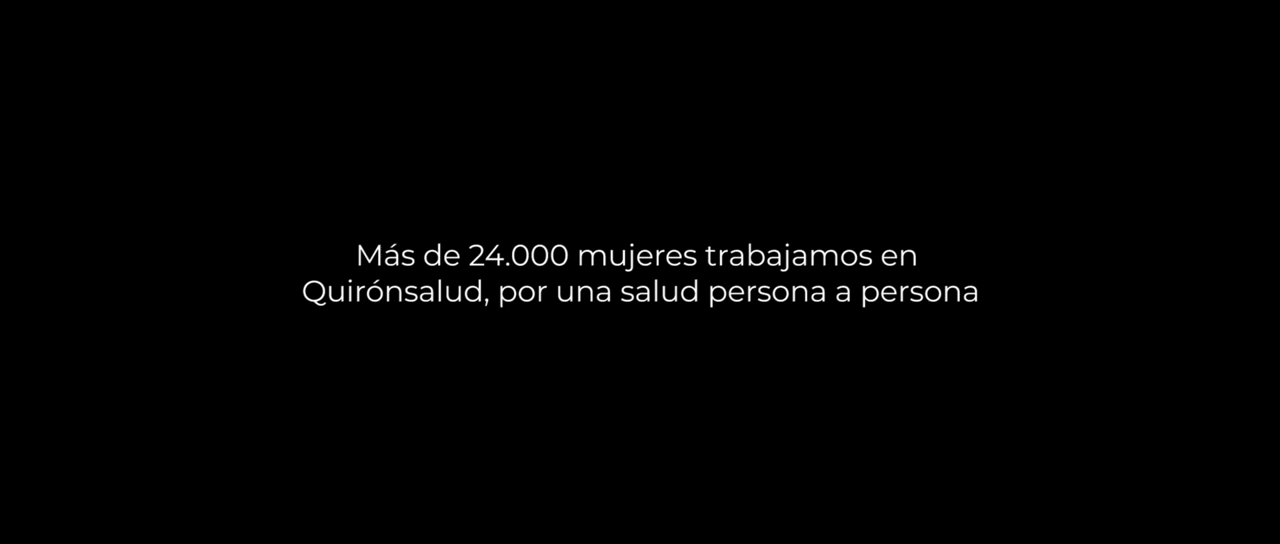 Más de 24.000 mujeres trabajamos en
Quirónsalud, por una salud persona a persona